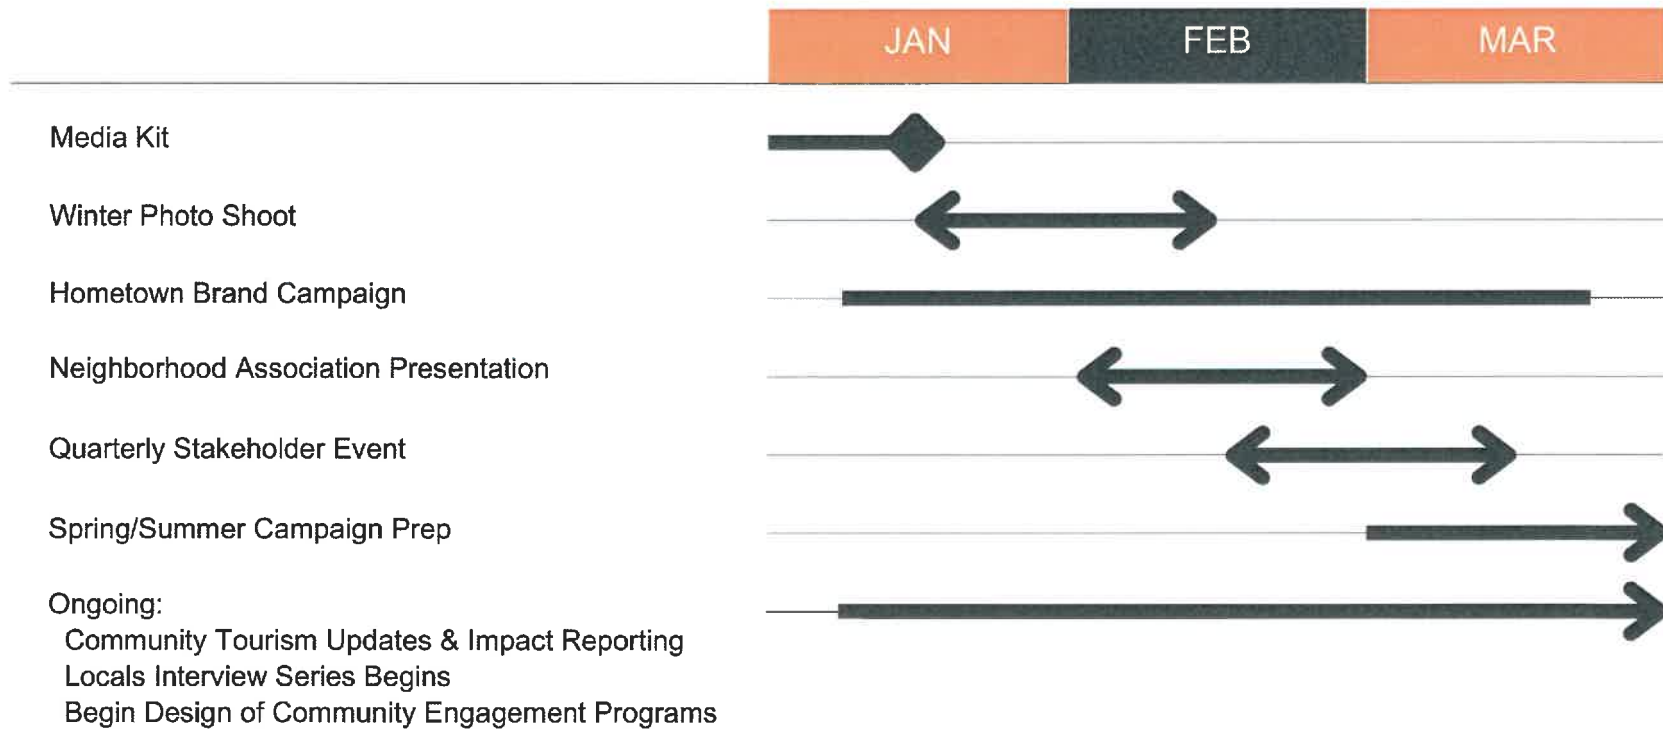 JAN FEB MAR
Media Kit
Winter Photo Shoot
Hometown Brand Campaign
Neighborhood Association Presentation
Quarterly Stakeholder Event
Spring/Summer Campaign Prep
Ongoing:
Community Tourism Updates & Impact Reporting
Locals Interview Series Begins
Begin Design of Community Engagement Programs